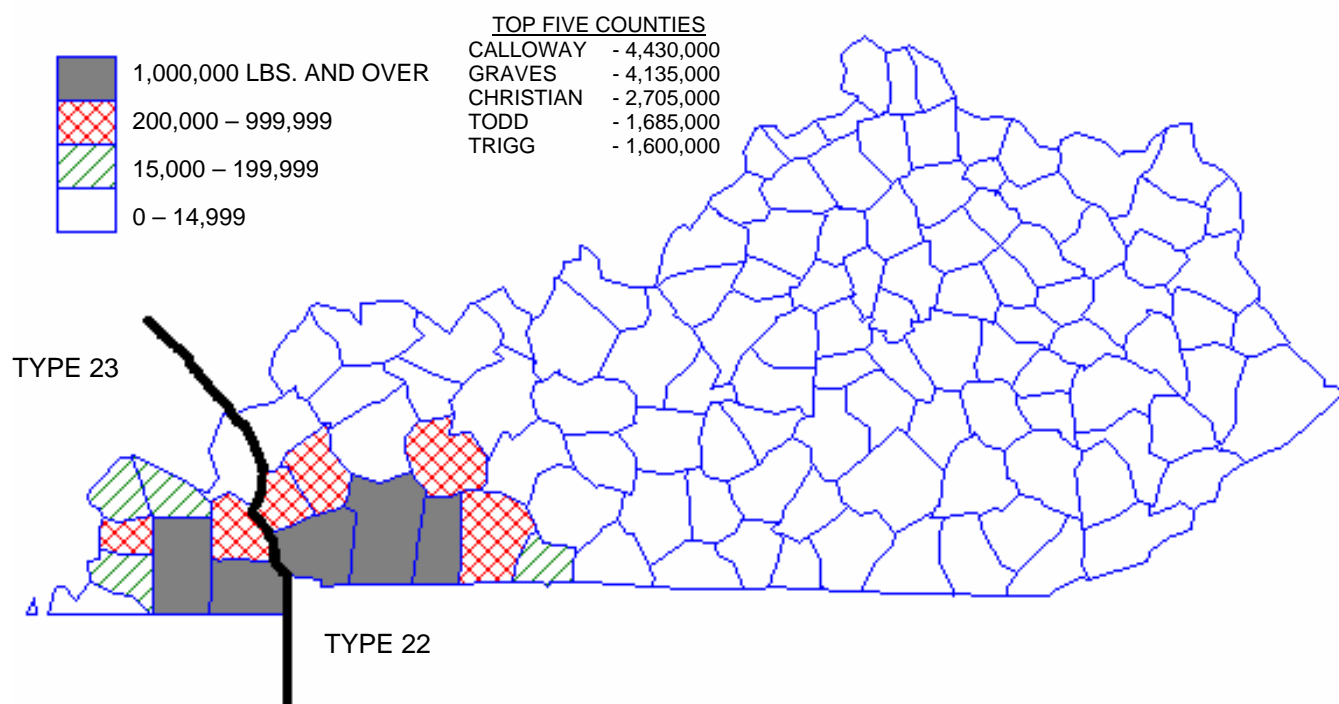 TOP FIVE COUNTIES
CALLOWAY - 4,430,000
GRAVES - 4,135,000
CHRISTIAN - 2,705,000
TODD - 1,685,000
TRIGG - 1,600,000
1,000,000 LBS. AND OVER
200,000 – 999,999
15,000 – 199,999
0 – 14,999
TYPE 23
TYPE 22